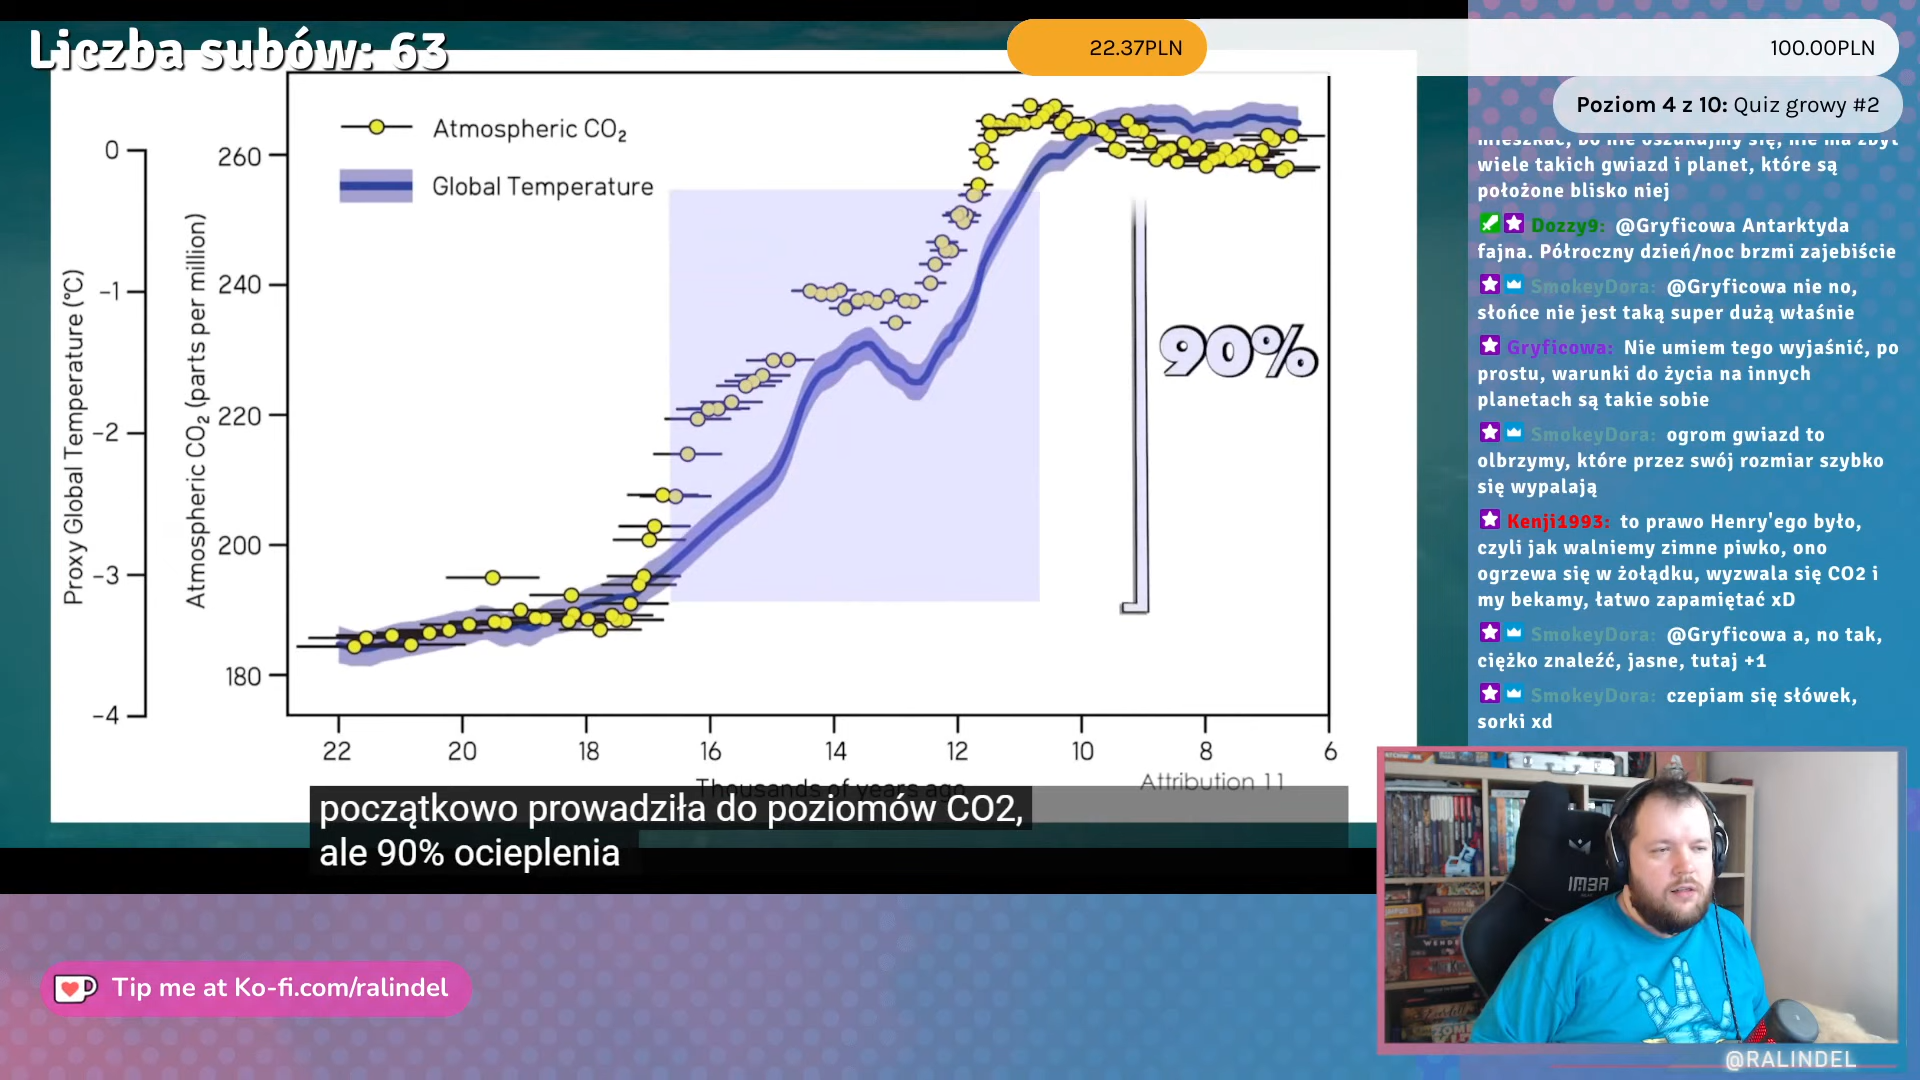 Liczba subów: 63
22.37PLN
100.00PLN
Poziom 4 z 10: Quiz growy #2
Atmospheric CO₂
Global Temperature
Proxy Global Temperature (°C)
0
−1
−2
−3
−4
Atmospheric CO₂ (parts per million)
260
240
220
200
180
90%
22
20
18
16
14
12
10
8
6
Thousands of years ago
Attribution 11
początkowo prowadziła do poziomów CO2,
ale 90% ocieplenia
mieszkać, bo nie oszukujmy się, nie ma zbyt
wiele takich gwiazd i planet, które są
położone blisko niej
Dozzy9: @Gryficowa Antarktyda
fajna. Półroczny dzień/noc brzmi zajebiście
SmokeyDora: @Gryficowa nie no,
słońce nie jest taką super dużą właśnie
Gryficowa: Nie umiem tego wyjaśnić, po
prostu, warunki do życia na innych
planetach są takie sobie
SmokeyDora: ogrom gwiazd to
olbrzymy, które przez swój rozmiar szybko
się wypalają
Kenji1993: to prawo Henry'ego było,
czyli jak walniemy zimne piwko, ono
ogrzewa się w żołądku, wyzwala się CO2 i
my bekamy, łatwo zapamiętać xD
SmokeyDora: @Gryficowa a, no tak,
ciężko znaleźć, jasne, tutaj +1
SmokeyDora: czepiam się słówek,
sorki xd
Tip me at Ko-fi.com/ralindel
@RALINDEL